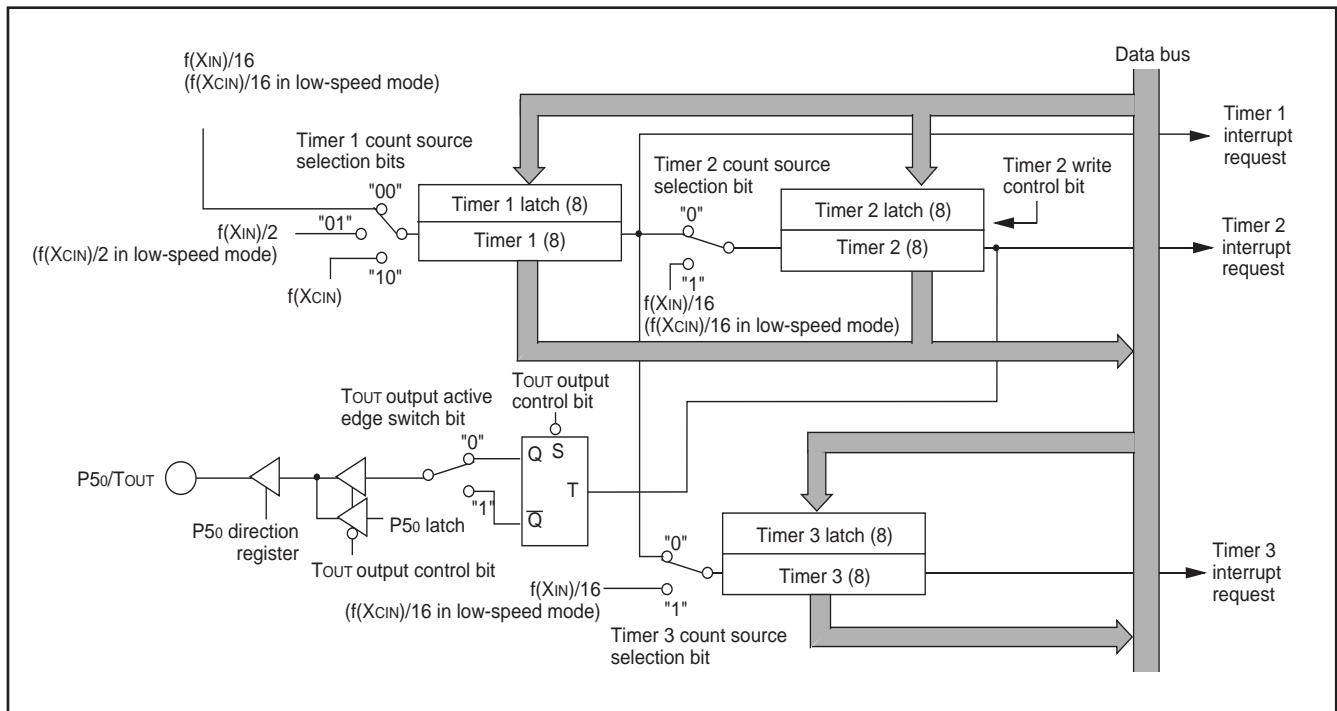 f(XIN)/16
(f(XCIN)/16 in low-speed mode)
Data bus
Timer 1 count source
selection bits
"00"
"01"
"10"
f(XIN)/2
(f(XCIN)/2 in low-speed mode)
f(XCIN)
Timer 1 latch (8)
Timer 1 (8)
Timer 2 count source
selection bit
"0"
"1"
f(XIN)/16
(f(XCIN)/16 in low-speed mode)
Timer 2 latch (8)
Timer 2 (8)
Timer 2 write
control bit
Timer 1
interrupt
request
Timer 2
interrupt
request
TOUT output active
edge switch bit
TOUT output
control bit
"0"
"1"
Q
S
T
Q̅
P50/TOUT
P50 direction
register
P50 latch
TOUT output control bit
"0"
"1"
f(XIN)/16
(f(XCIN)/16 in low-speed mode)
Timer 3 count source
selection bit
Timer 3 latch (8)
Timer 3 (8)
Timer 3
interrupt
request